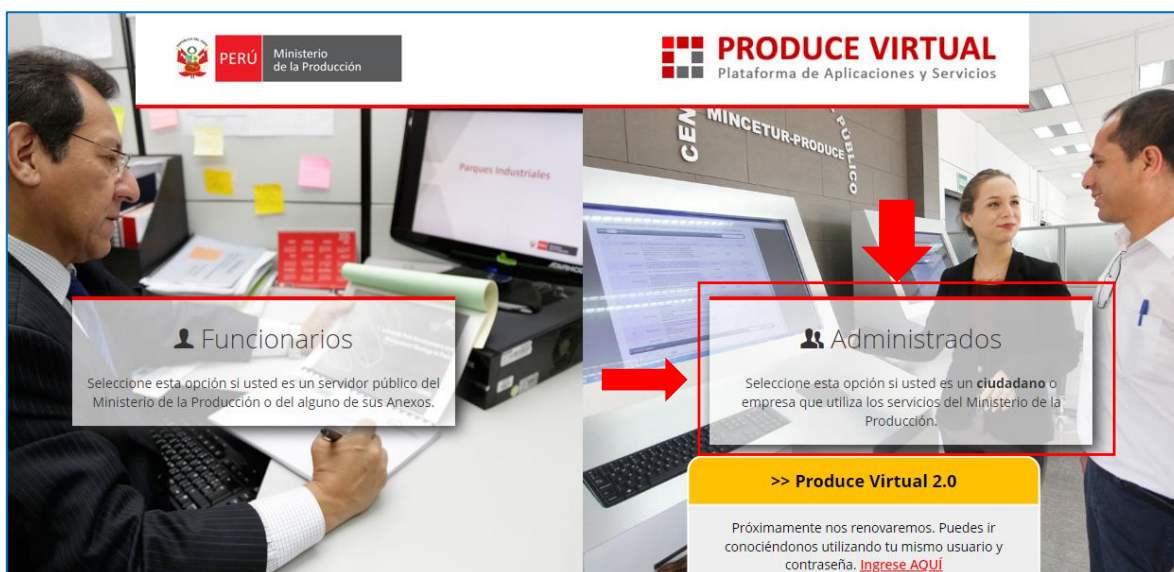 PERÚ
Ministerio
de la Producción
PRODUCE VIRTUAL
Plataforma de Aplicaciones y Servicios
Parques Industriales
CEN
MINCETUR-PRODUCE
PÚBLICO
Funcionarios
Seleccione esta opción si usted es un servidor público del
Ministerio de la Producción o del alguno de sus Anexos.
Administrados
Seleccione esta opción si usted es un ciudadano o
empresa que utiliza los servicios del Ministerio de la
Producción.
>> Produce Virtual 2.0
Próximamente nos renovaremos. Puedes ir
conociéndonos utilizando tu mismo usuario y
contraseña. Ingrese AQUÍ